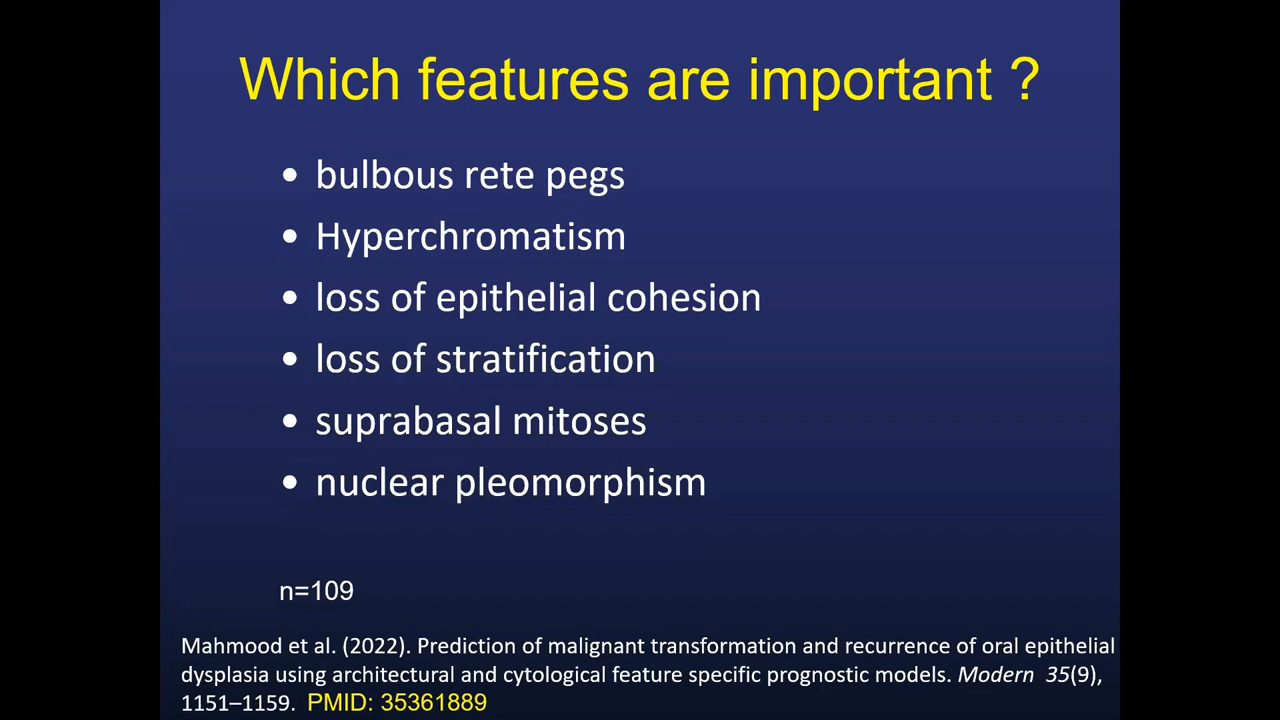 Which features are important ?
• bulbous rete pegs
• Hyperchromatism
• loss of epithelial cohesion
• loss of stratification
• suprabasal mitoses
• nuclear pleomorphism
n=109
Mahmood et al. (2022). Prediction of malignant transformation and recurrence of oral epithelial
dysplasia using architectural and cytological feature specific prognostic models. Modern 35(9),
1151–1159. PMID: 35361889